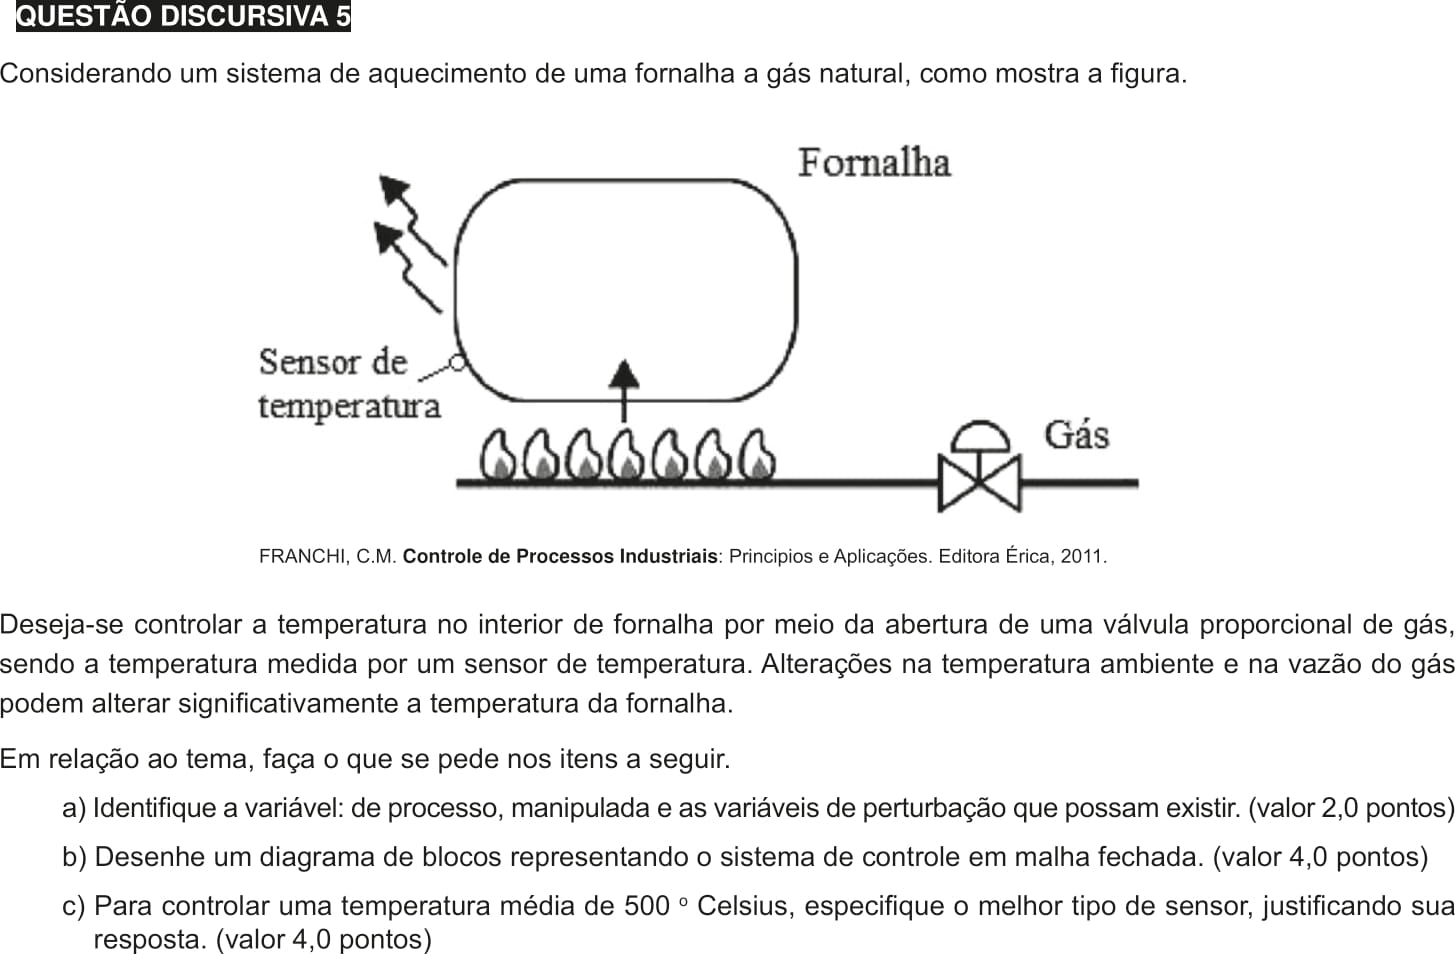 QUESTÃO DISCURSIVA 5
Considerando um sistema de aquecimento de uma fornalha a gás natural, como mostra a figura.
Fornalha
Sensor de
temperatura
Gás
FRANCHI, C.M. Controle de Processos Industriais: Principios e Aplicações. Editora Érica, 2011.
Deseja-se controlar a temperatura no interior de fornalha por meio da abertura de uma válvula proporcional de gás,
sendo a temperatura medida por um sensor de temperatura. Alterações na temperatura ambiente e na vazão do gás
podem alterar significativamente a temperatura da fornalha.
Em relação ao tema, faça o que se pede nos itens a seguir.
a) Identifique a variável: de processo, manipulada e as variáveis de perturbação que possam existir. (valor 2,0 pontos)
b) Desenhe um diagrama de blocos representando o sistema de controle em malha fechada. (valor 4,0 pontos)
c) Para controlar uma temperatura média de 500 º Celsius, especifique o melhor tipo de sensor, justificando sua
resposta. (valor 4,0 pontos)